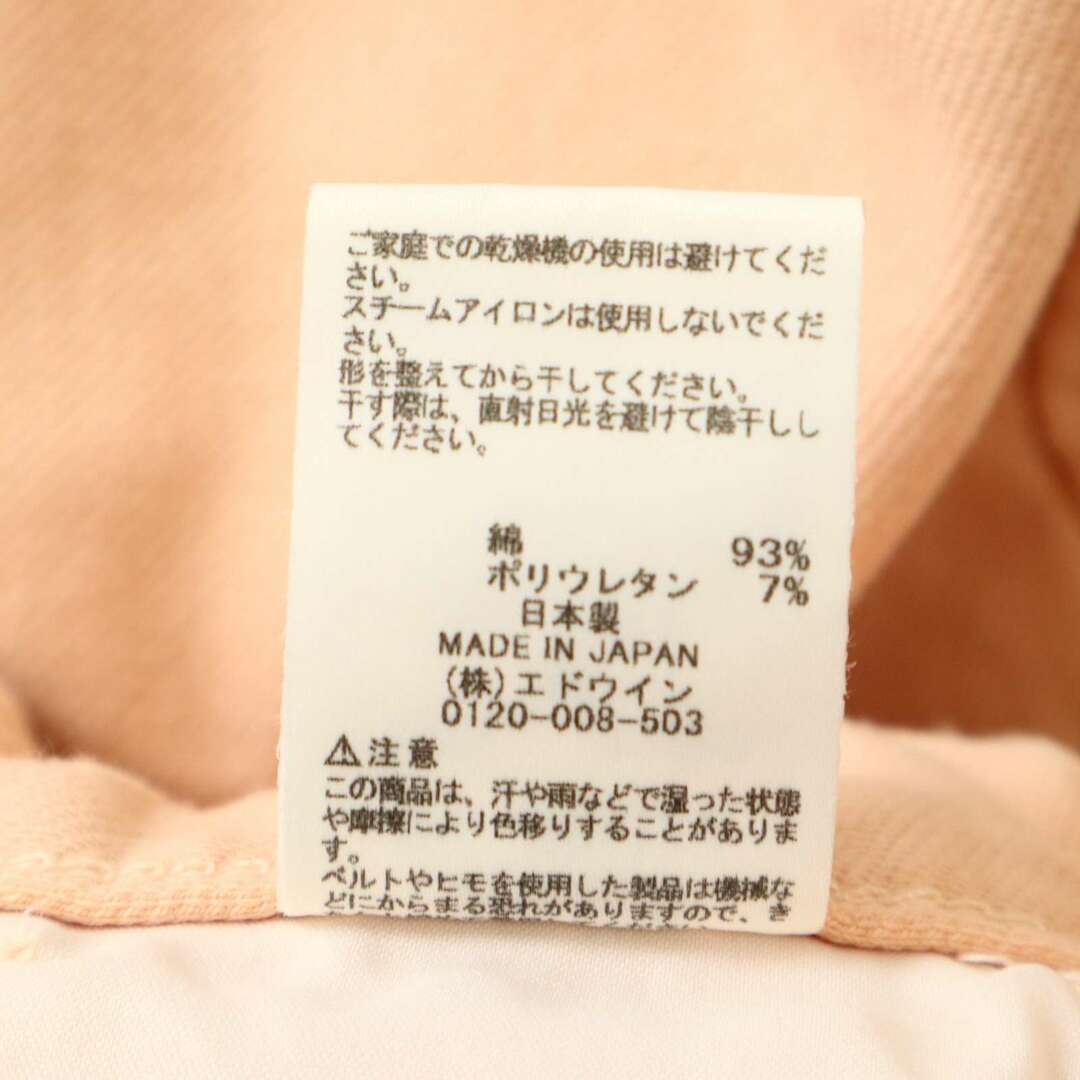 ご家庭での乾燥機の使用は避けてくだ
さい。
スチームアイロンは使用しないでくだ
さい。
形を整えてから干してください。
干す際は、直射日光を避けて陰干しし
てください。
綿 93%
ポリウレタン 7%
日本製
MADE IN JAPAN
(株)エドウイン
0120-008-503
⚠注意
この商品は、汗や雨などで湿った状態
や摩擦により色移りすることがありま
す。
ベルトやヒモを使用した製品は機械な
どにからまる恐れがありますので、き